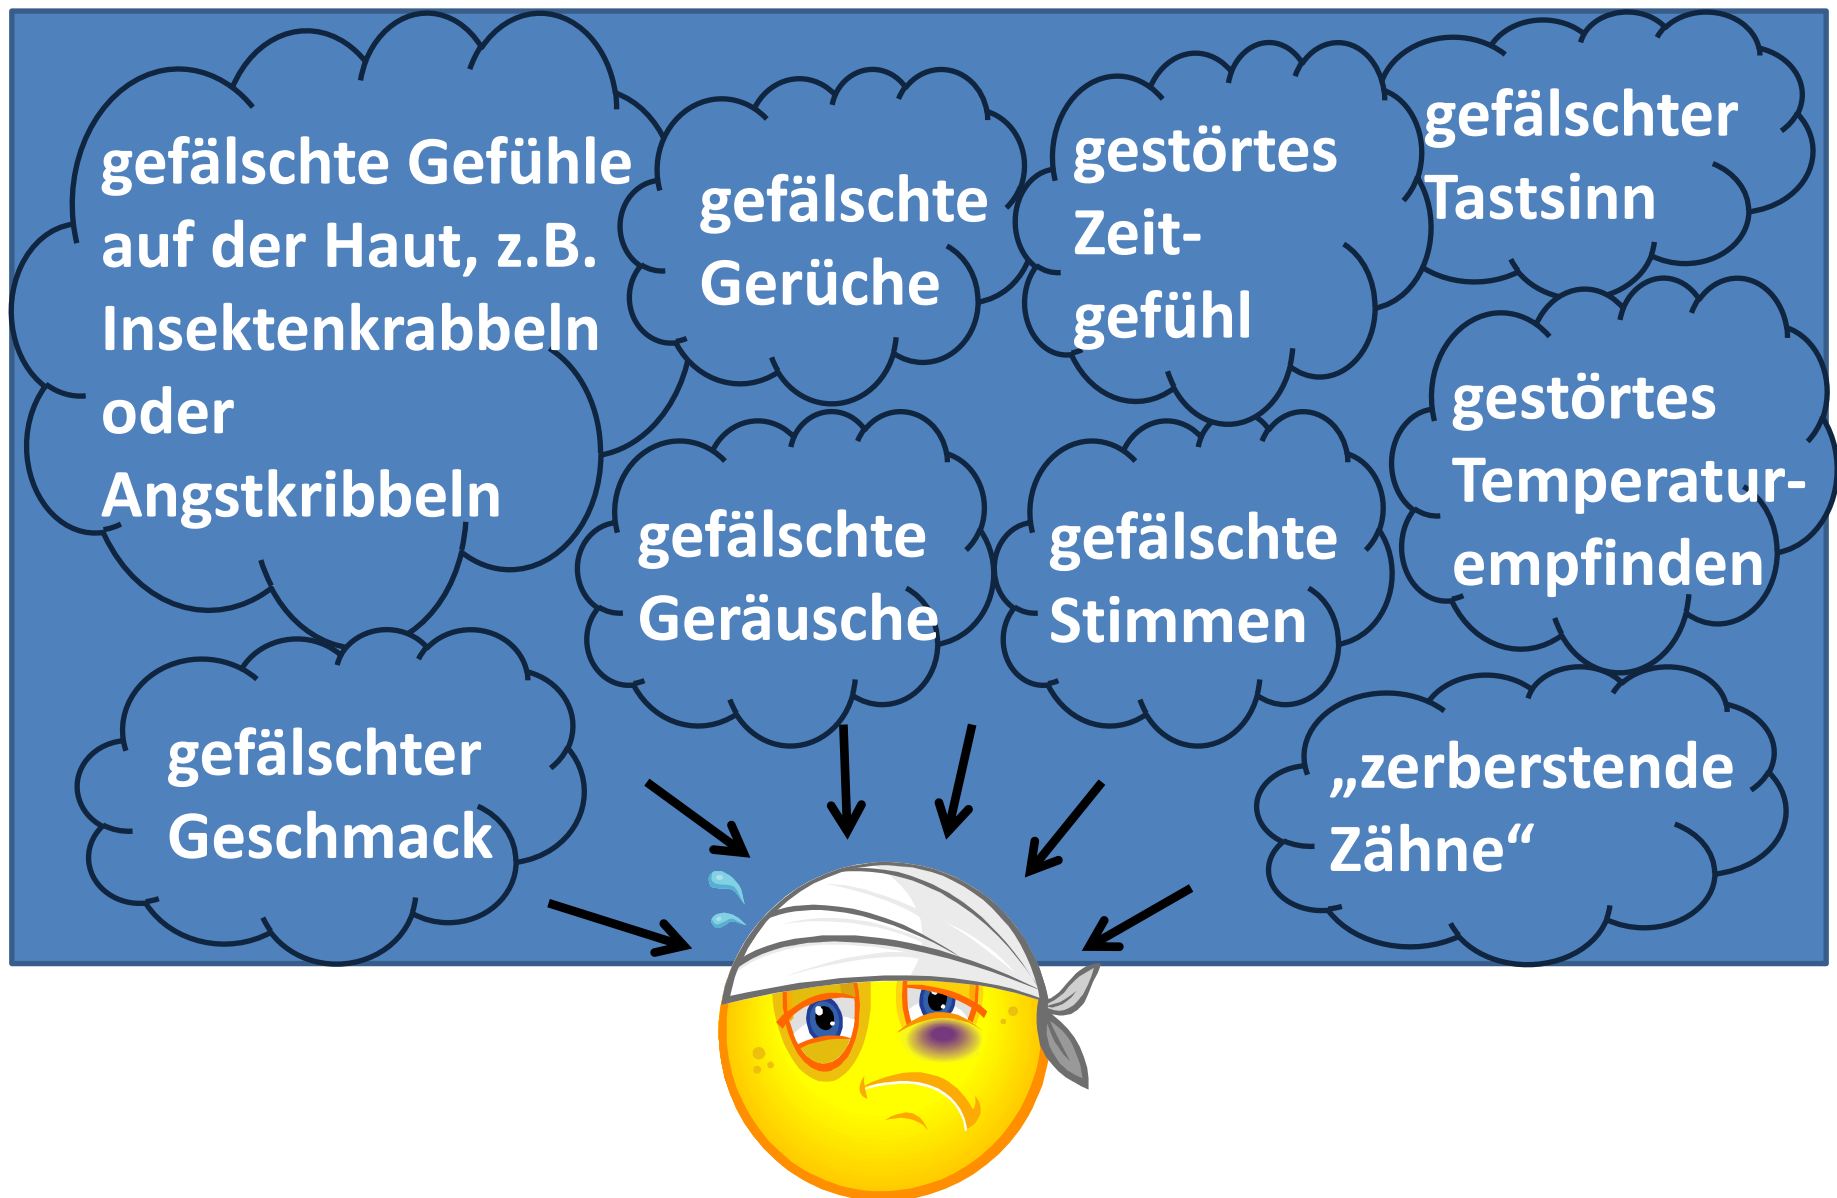 gefälschte Gefühle
auf der Haut, z.B.
Insektenkrabbeln
oder
Angstkribbeln
gefälschte
Gerüche
gestörtes
Zeit-
gefühl
gefälschter
Tastsinn
gefälschte
Geräusche
gefälschte
Stimmen
gestörtes
Temperatur-
empfinden
gefälschter
Geschmack
„zerberstende
Zähne“